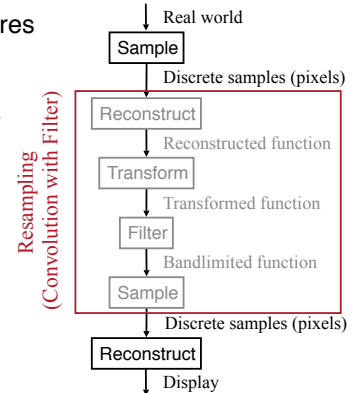 res
Real world
Sample
Discrete samples (pixels)
Resampling
(Convolution with Filter)
Reconstruct
Reconstructed function
Transform
Transformed function
Filter
Bandlimited function
Sample
Discrete samples (pixels)
Reconstruct
Display